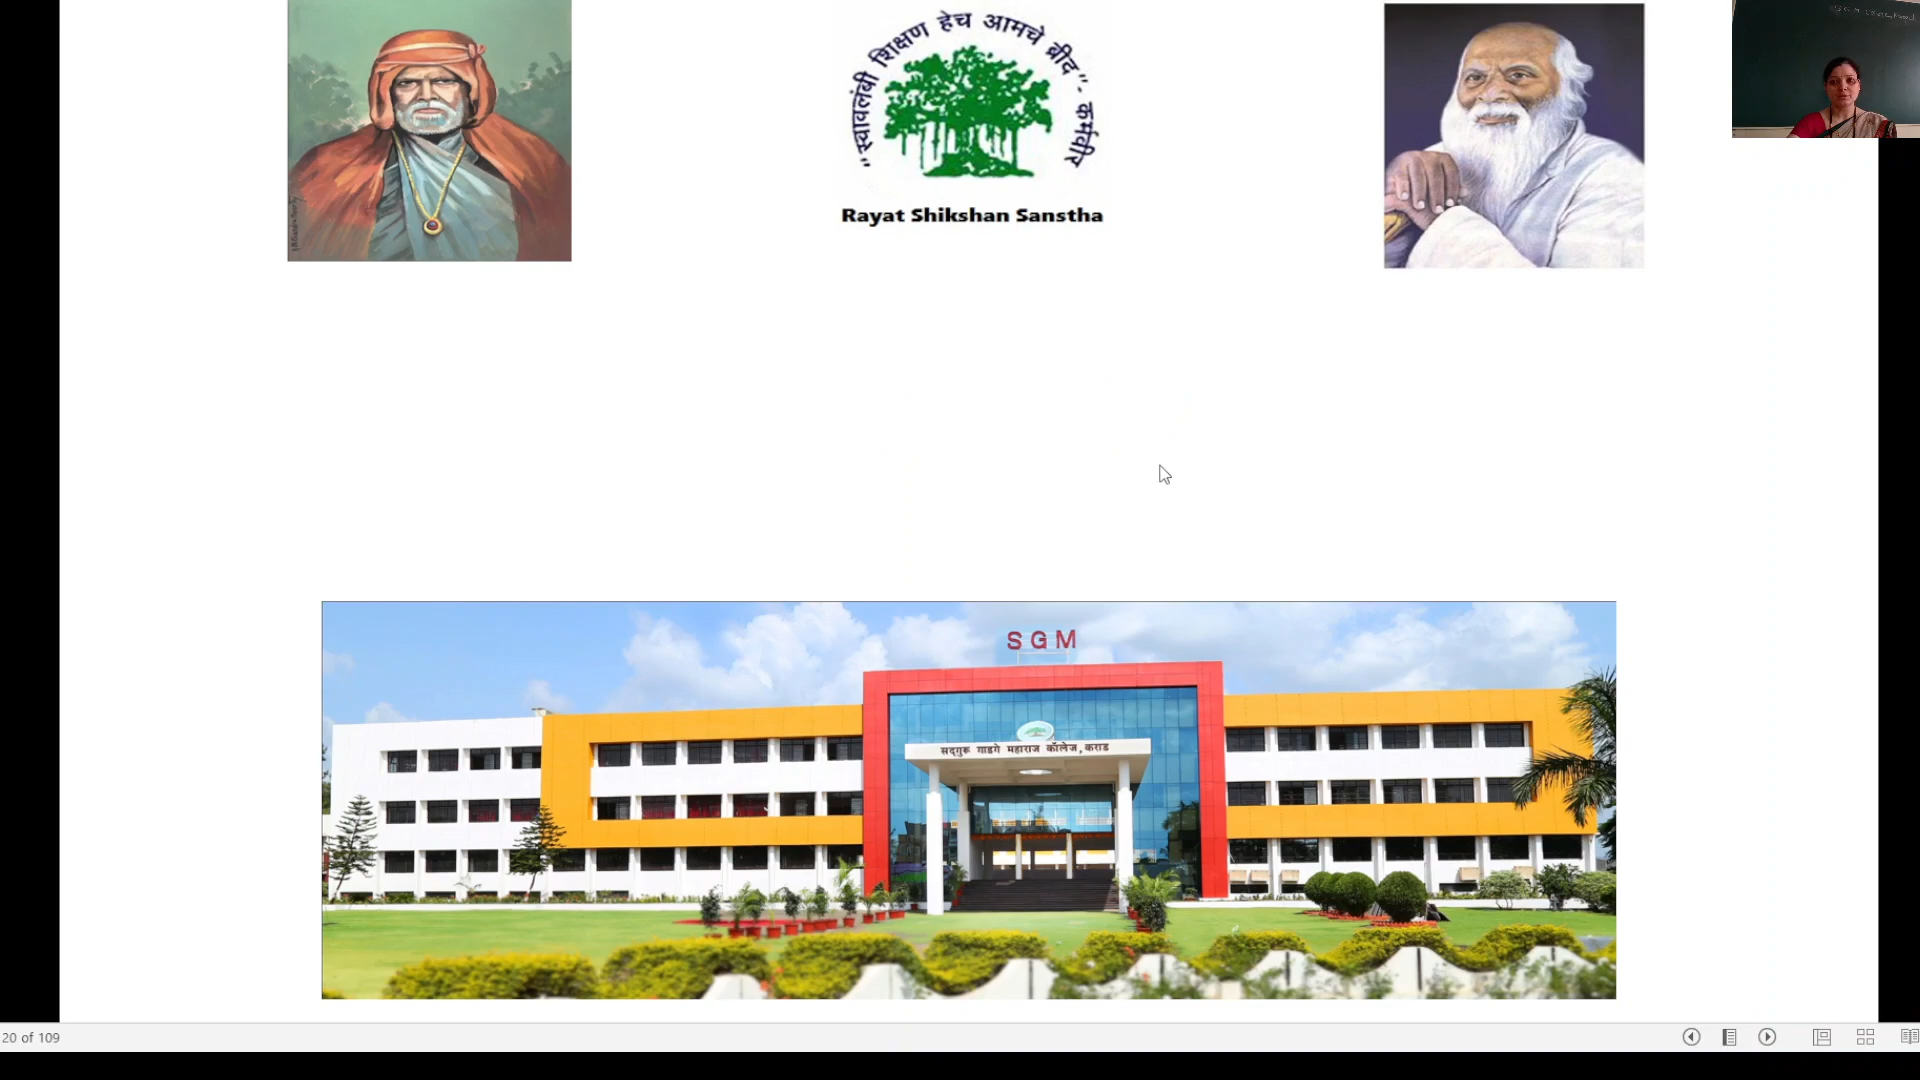 "स्वावलंबी शिक्षण हेच आमचे ब्रीद" - कर्मवीर
Rayat Shikshan Sanstha
SGM
सद्गुरू गाडगे महाराज कॉलेज, कराड
20 of 109